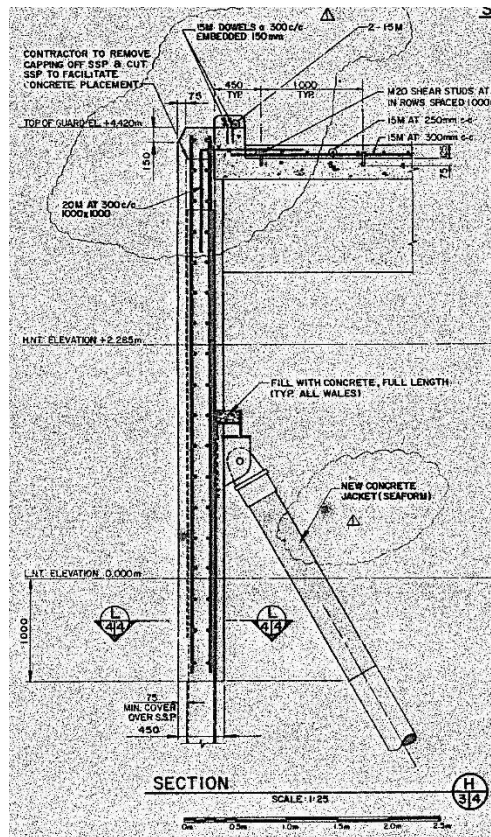 15M DOWELS @ 300 c/c
EMBEDDED 150mm
2-15M
CONTRACTOR TO REMOVE
CAPPING OFF SSP & CUT
SSP TO FACILITATE
CONCRETE PLACEMENT
75
450
TYP.
1000
TYP.
M20 SHEAR STUDS AT
IN ROWS SPACED 1000
15M AT 250mm c-c
15M AT 300mm c-c
TOP OF GUARD EL. +4.420m
150
75
20M AT 300 c/c
1000x1000
H.N.T. ELEVATION +2.285m
FILL WITH CONCRETE, FULL LENGTH
(TYP. ALL WALES)
NEW CONCRETE
JACKET (SEAFORM)
L.N.T. ELEVATION 0.000m
1000
L
4 4
L
4 4
75
MIN. COVER
OVER S.S.P.
450
SECTION
H
3 4
SCALE: 1:25
0m 0.5m 1.0m 1.5m 2.0m 2.5m